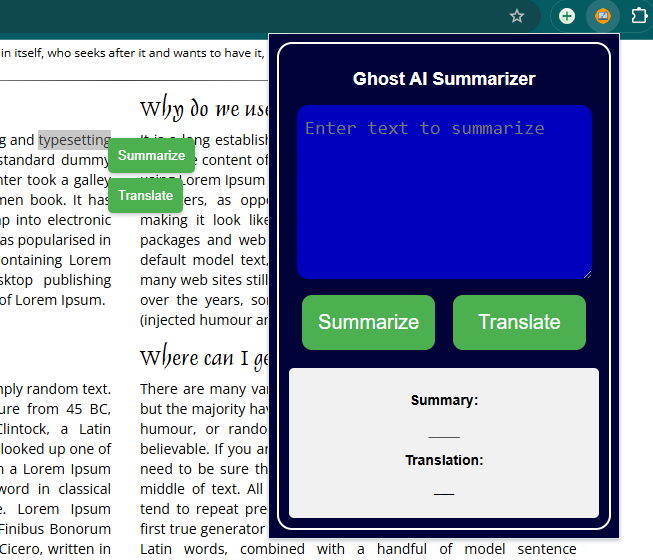 in itself, who seeks after it and wants to have it,
g and typesetting
standard dummy
nter took a galley
men book. It has
ap into electronic
as popularised in
ontaining Lorem
sktop publishing
of Lorem Ipsum.
Summarize
Translate
Why do we use
It is a long establish
content of
using Lorem Ipsum
ers, as oppo
making it look like
packages and web
default model text,
many web sites still
over the years, so
(injected humour an
mply random text.
ure from 45 BC,
Clintock, a Latin
looked up one of
m a Lorem Ipsum
word in classical
e. Lorem Ipsum
Finibus Bonorum
Cicero, written in
Where can I ge
There are many var
but the majority hav
humour, or rando
believable. If you ar
need to be sure th
middle of text. All
tend to repeat pre
first true generator
Latin words, combined with a handful of model sentence
Ghost AI Summarizer
Enter text to summarize
Summarize
Translate
Summary:
____
Translation:
___